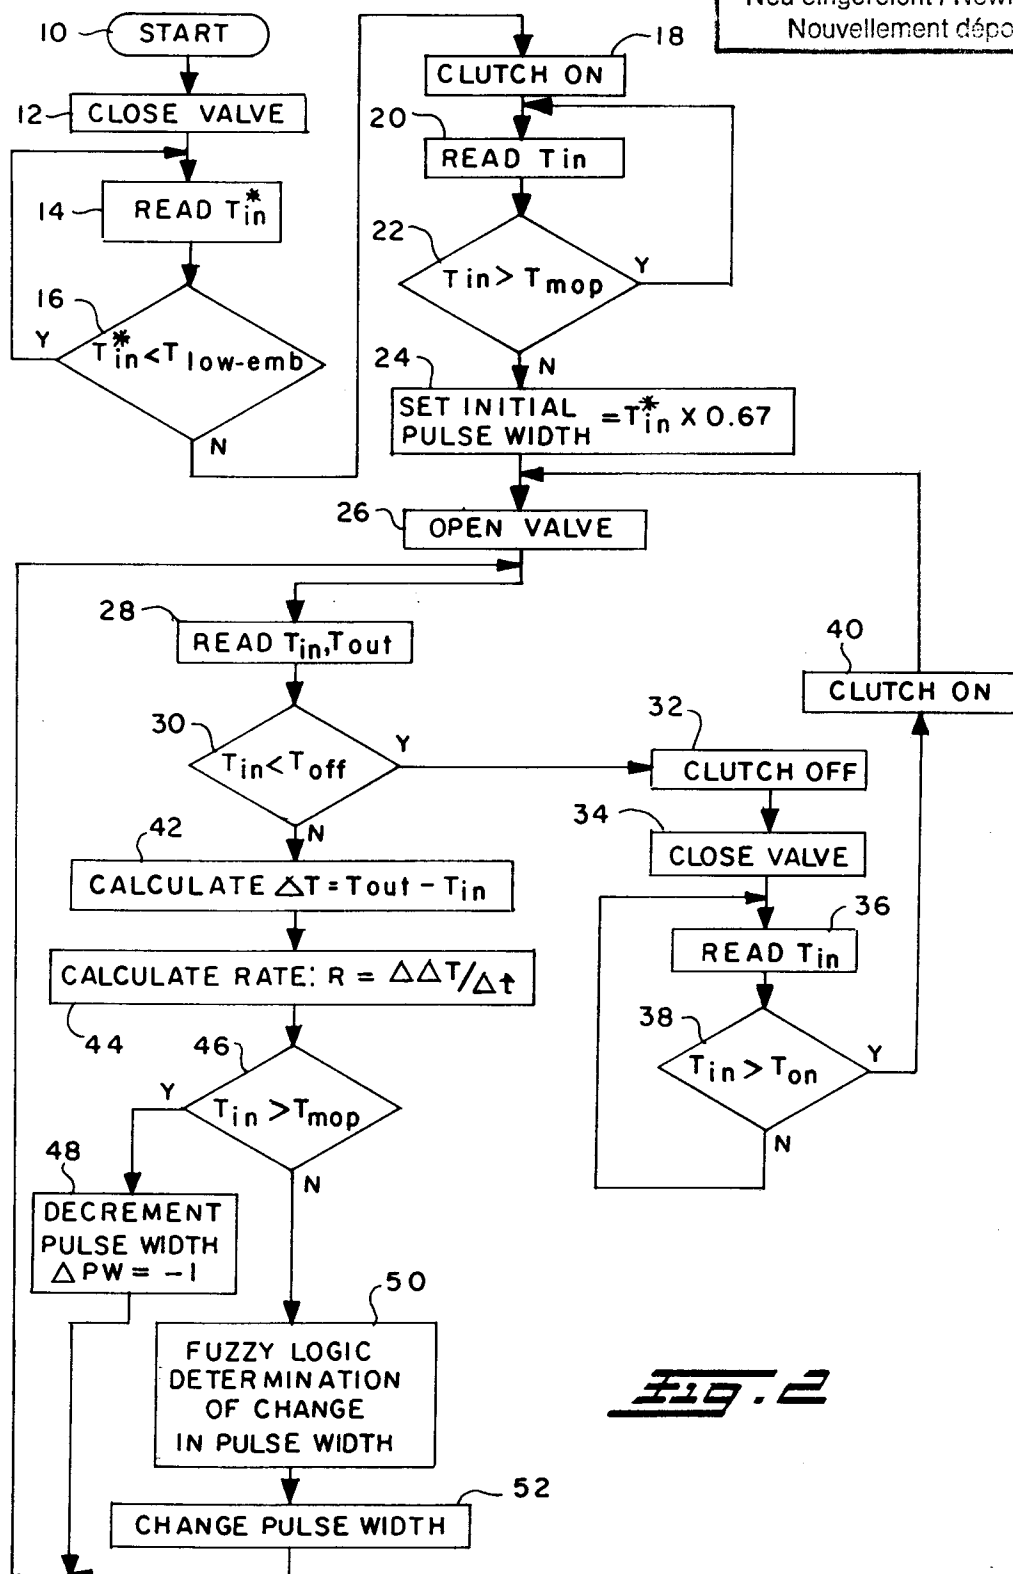 Nouvellement dépo
10
START
12
CLOSE VALVE
14
READ T*in
16
T*in < Tlow-emb
Y
N
18
CLUTCH ON
20
READ Tin
22
Tin > Tmop
Y
N
24
SET INITIAL
PULSE WIDTH = T*in X 0.67
26
OPEN VALVE
28
READ Tin, Tout
30
Tin < Toff
Y
N
32
CLUTCH OFF
34
CLOSE VALVE
36
READ Tin
38
Tin > Ton
Y
N
40
CLUTCH ON
42
CALCULATE ΔT = Tout - Tin
44
CALCULATE RATE: R = ΔΔT/Δt
46
Tin > Tmop
Y
N
48
DECREMENT
PULSE WIDTH
Δ PW = -1
50
FUZZY LOGIC
DETERMINATION
OF CHANGE
IN PULSE WIDTH
52
CHANGE PULSE WIDTH
Fig. 2